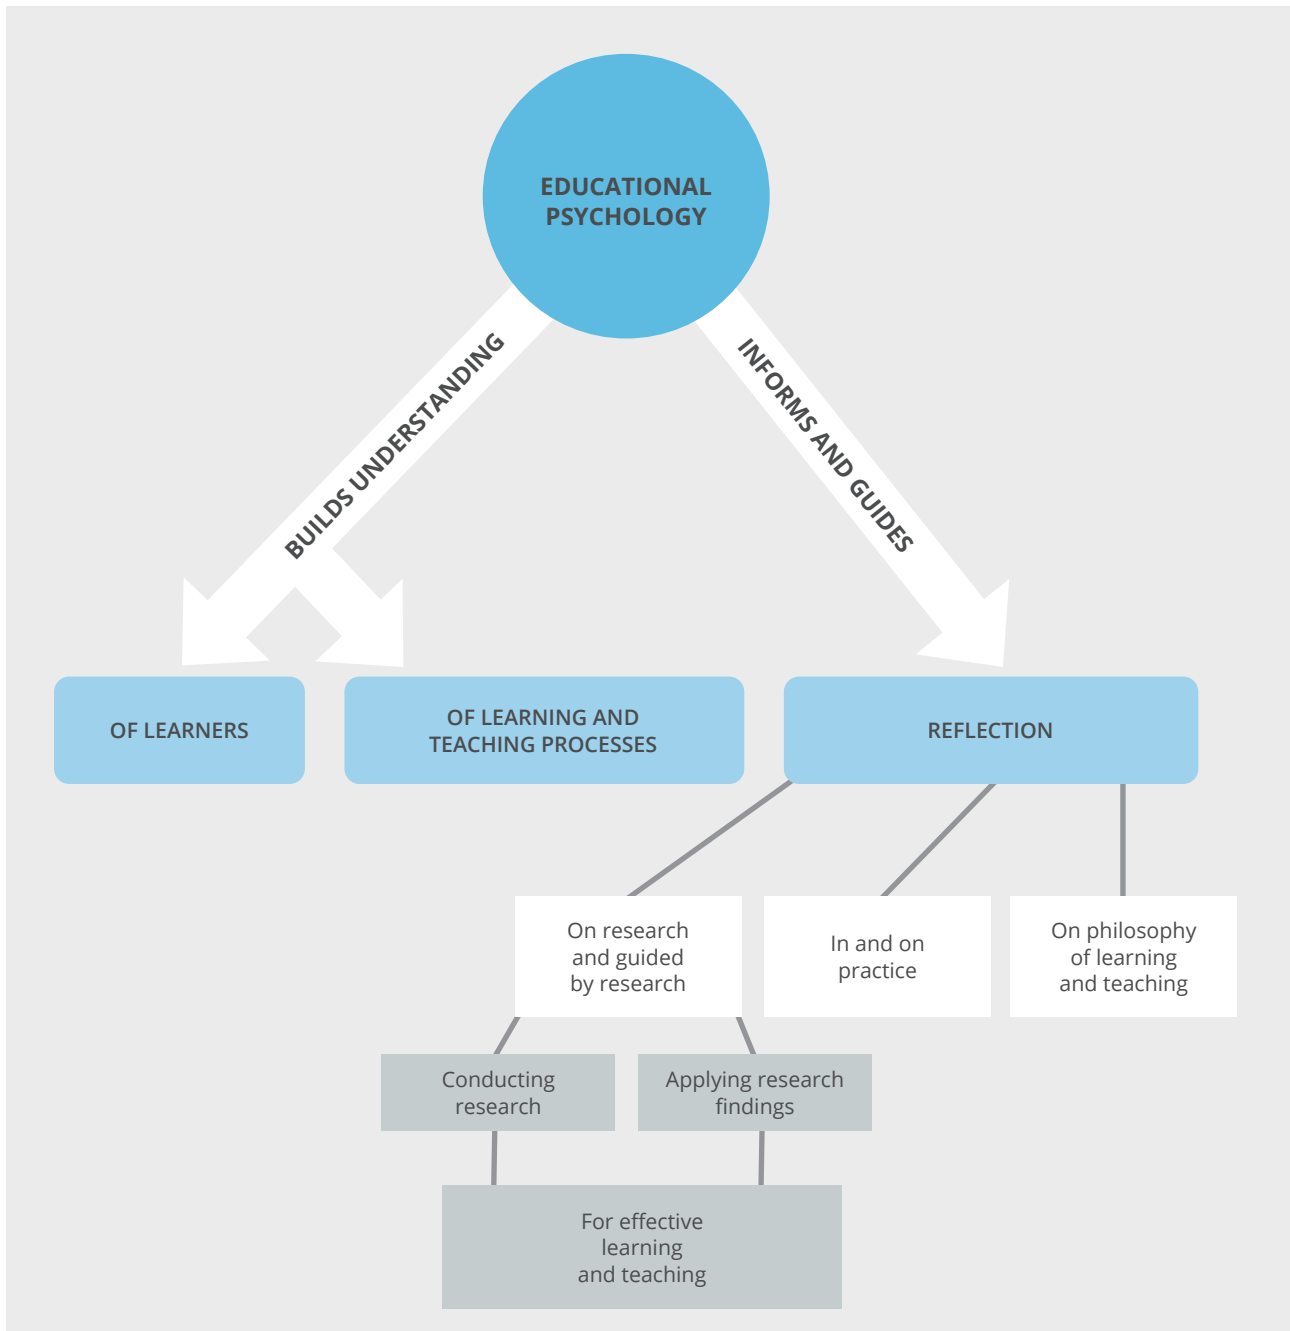 EDUCATIONAL
PSYCHOLOGY
BUILDS UNDERSTANDING
INFORMS AND GUIDES
OF LEARNERS
OF LEARNING AND
TEACHING PROCESSES
REFLECTION
On research
and guided
by research
In and on
practice
On philosophy
of learning
and teaching
Conducting
research
Applying research
findings
For effective
learning
and teaching